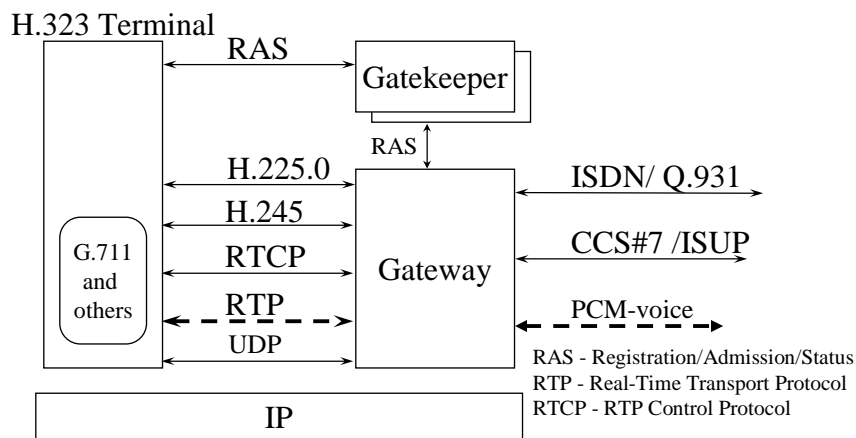 H.323 Terminal
RAS
Gatekeeper
RAS
H.225.0
ISDN/ Q.931
H.245
CCS#7 /ISUP
G.711
and
others
RTCP
Gateway
RTP
PCM-voice
UDP
RAS - Registration/Admission/Status
RTP - Real-Time Transport Protocol
RTCP - RTP Control Protocol
IP